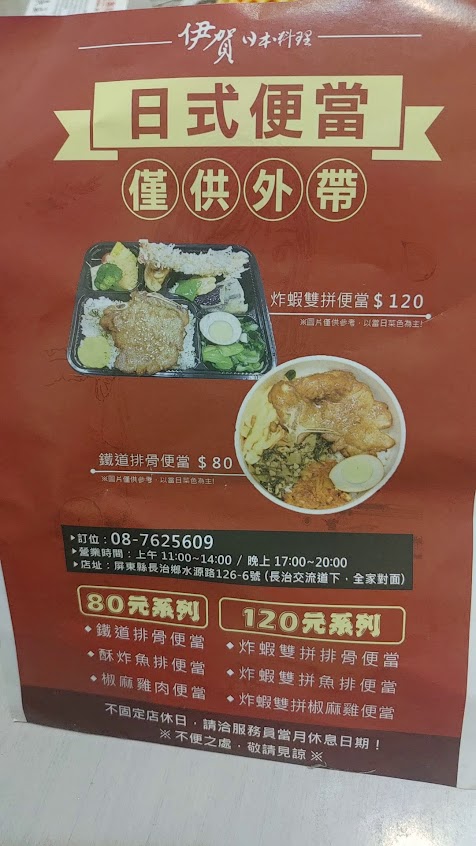 伊賀日本料理
日式便當
僅供外帶
炸蝦雙拼便當$120
※圖片僅供參考，以當日菜色為主!
鐵道排骨便當 $80
※圖片僅供參考，以當日菜色為主!
▶訂位：08-7625609
▶營業時間：上午 11:00~14:00 / 晚上 17:00~20:00
▶店址：屏東縣長治鄉水源路126-6號 (長治交流道下，全家對面)
80元系列
◆ 鐵道排骨便當
◆ 酥炸魚排便當
◆ 椒麻雞肉便當
120元系列
◆ 炸蝦雙拼排骨便當
◆ 炸蝦雙拼魚排便當
◆ 炸蝦雙拼椒麻雞便當
不固定店休日，請洽服務員當月休息日期！
※ 不便之處，敬請見諒 ※